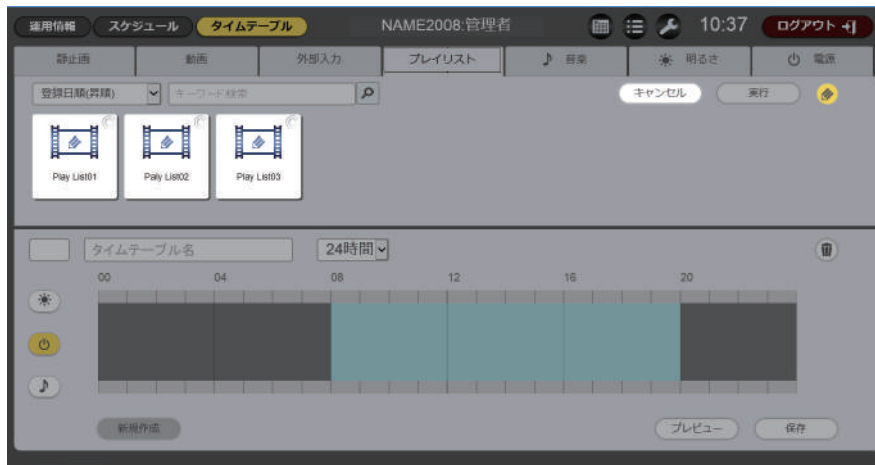 運用情報 スケジュール タイムテーブル NAME2008:管理者 10:37 ログアウト
静止画 動画 外部入力 プレイリスト 音楽 明るさ 電源
登録日順(昇順) キーワード検索 キャンセル 実行
Play List01 Paly List02 Play List03
タイムテーブル名 24時間
00 04 08 12 16 20
新規作成 プレビュー 保存